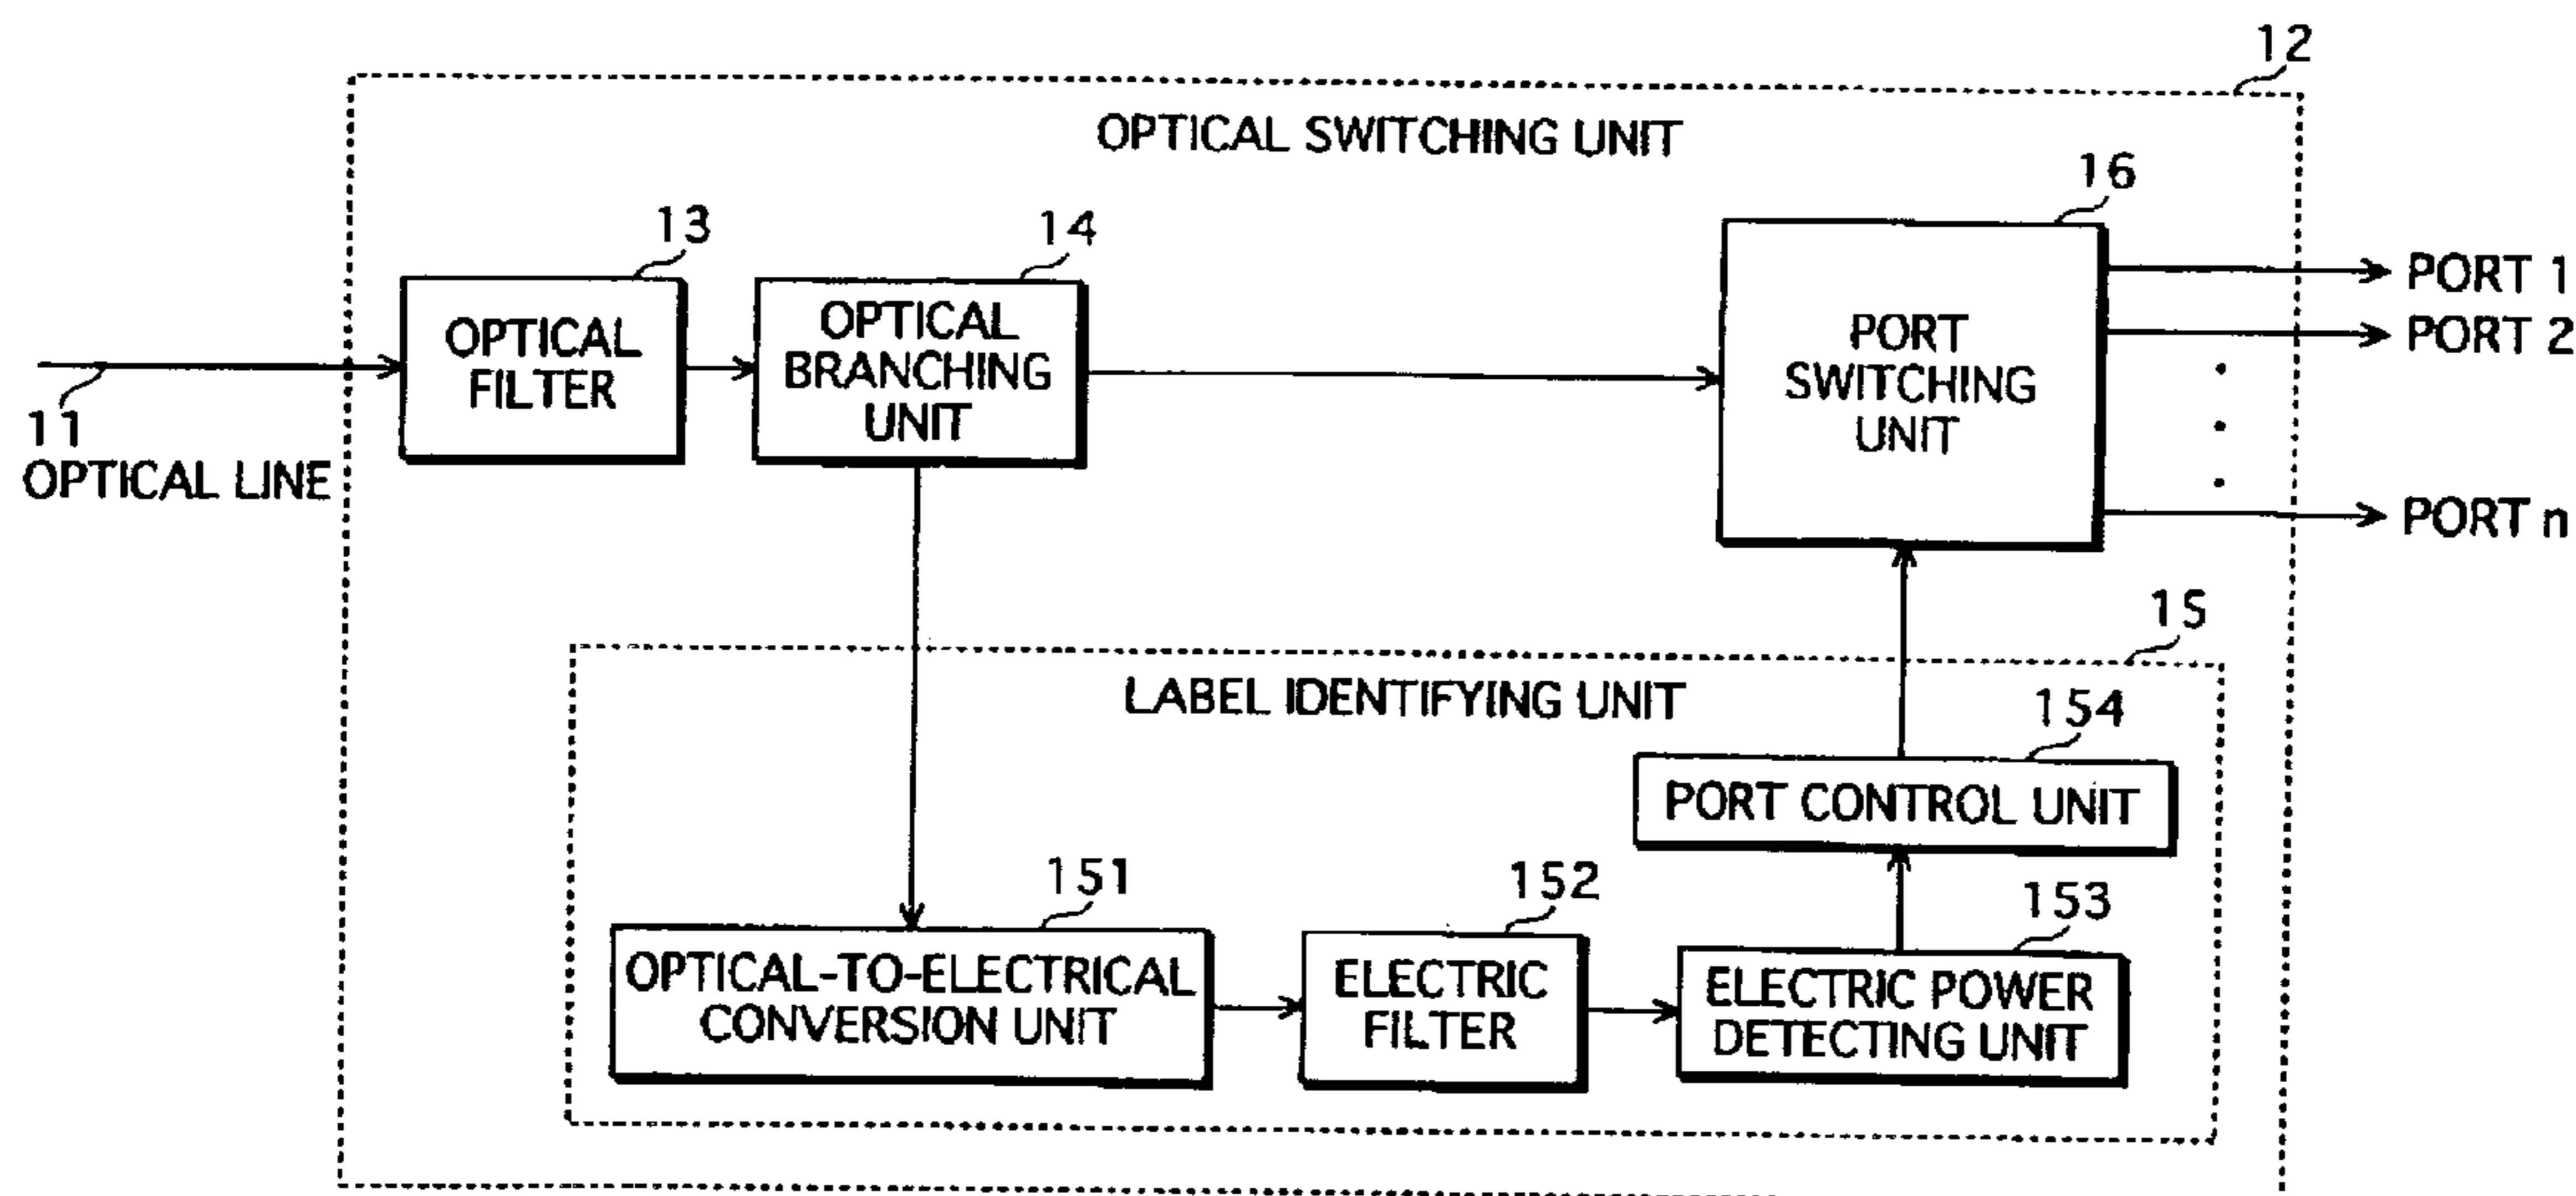 12
OPTICAL SWITCHING UNIT
16
13
14
OPTICAL
FILTER
OPTICAL
BRANCHING
UNIT
PORT
SWITCHING
UNIT
PORT 1
PORT 2
PORT n
11
OPTICAL LINE
15
LABEL IDENTIFYING UNIT
154
PORT CONTROL UNIT
151
152
153
OPTICAL-TO-ELECTRICAL
CONVERSION UNIT
ELECTRIC
FILTER
ELECTRIC POWER
DETECTING UNIT